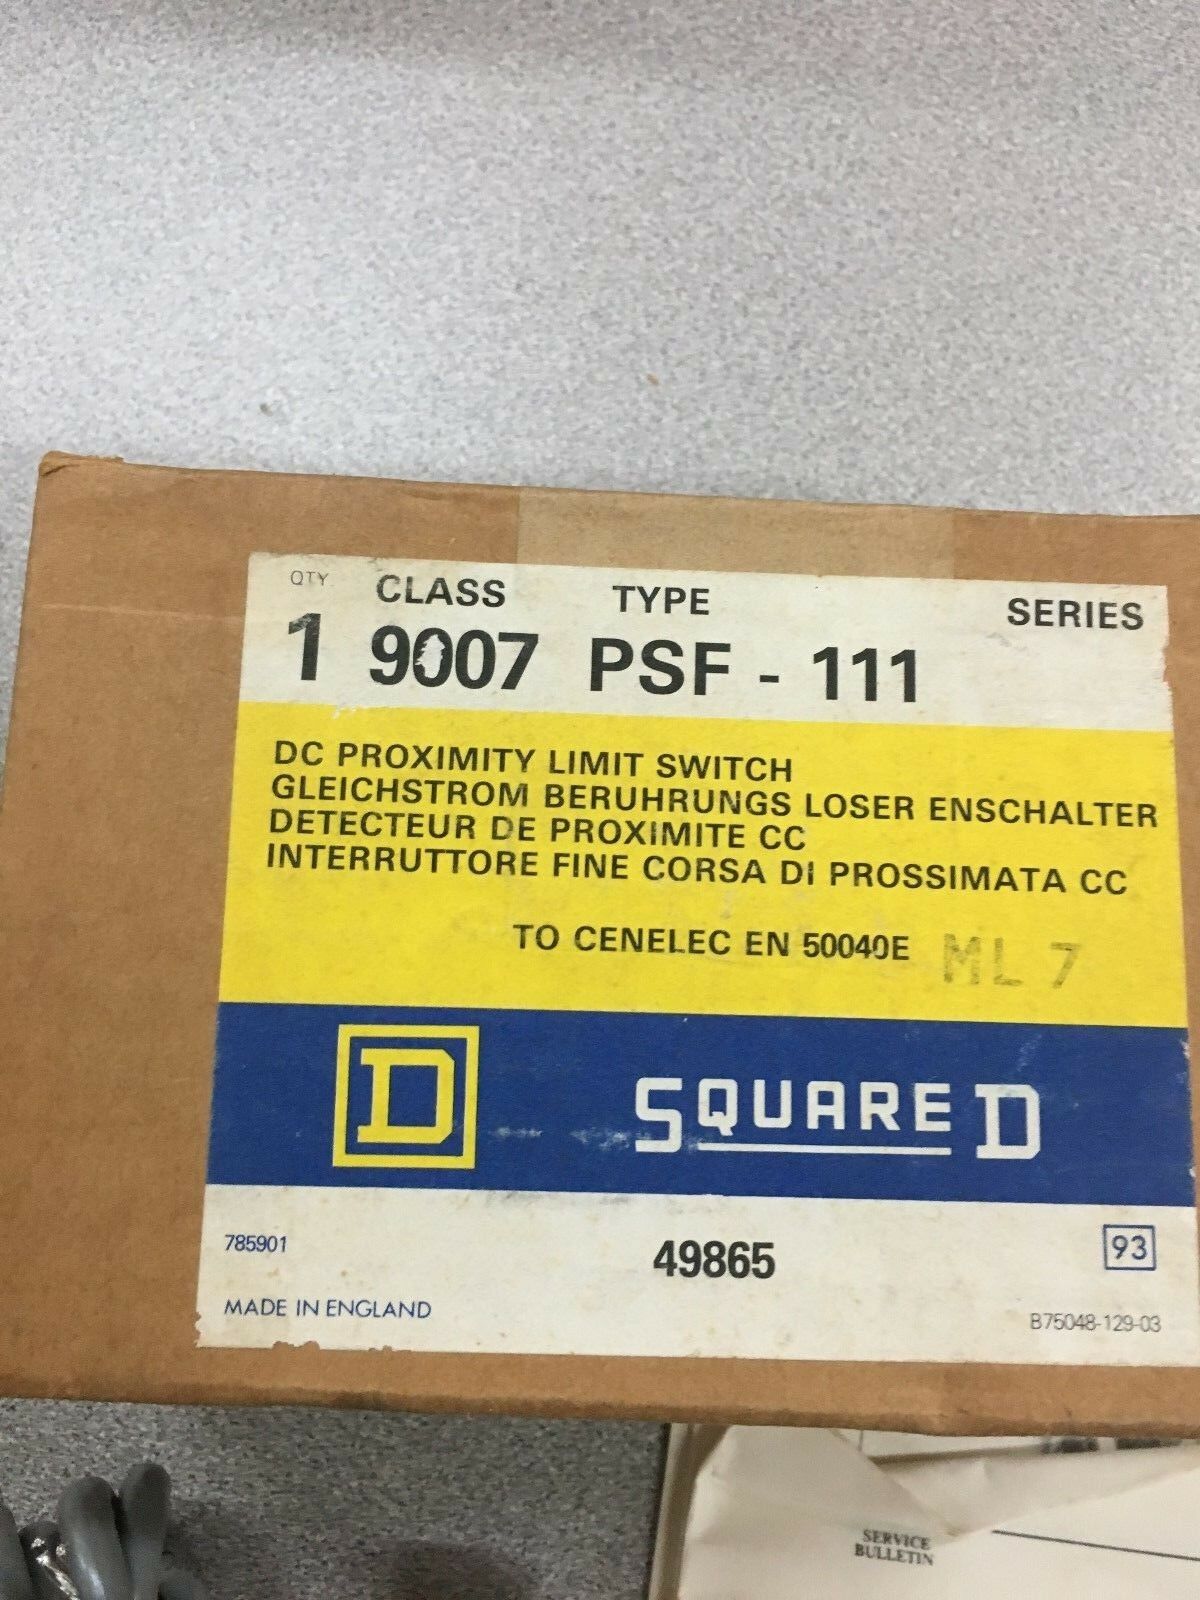 QTY CLASS TYPE SERIES
1 9007 PSF - 111
DC PROXIMITY LIMIT SWITCH
GLEICHSTROM BERUHRUNGS LOSER ENSCHALTER
DETECTEUR DE PROXIMITE CC
INTERRUTTORE FINE CORSA DI PROSSIMATA CC
TO CENELEC EN 50040E ML 7
D SQUARE D
785901 49865 93
MADE IN ENGLAND B75048-129-03
SERVICE
BULLETIN